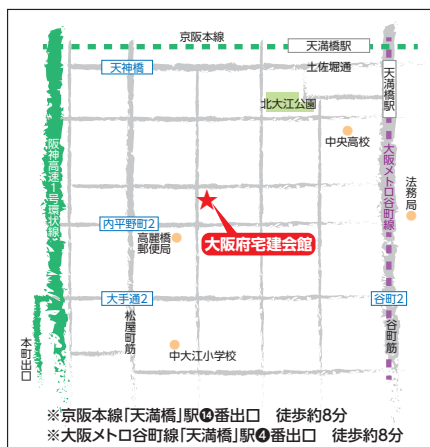 京阪本線
天満橋駅
天神橋
土佐堀通
天満橋駅
北大江公園
中央高校
阪神高速1号環状線
大阪メトロ谷町線
法務局
内平野町2
高麗橋
郵便局
大阪府宅建会館
大手通2
谷町2
本町出口
松屋町筋
谷町筋
中大江小学校
※京阪本線「天満橋」駅⓮番出口　徒歩約8分
※大阪メトロ谷町線「天満橋」駅❹番出口　徒歩約8分